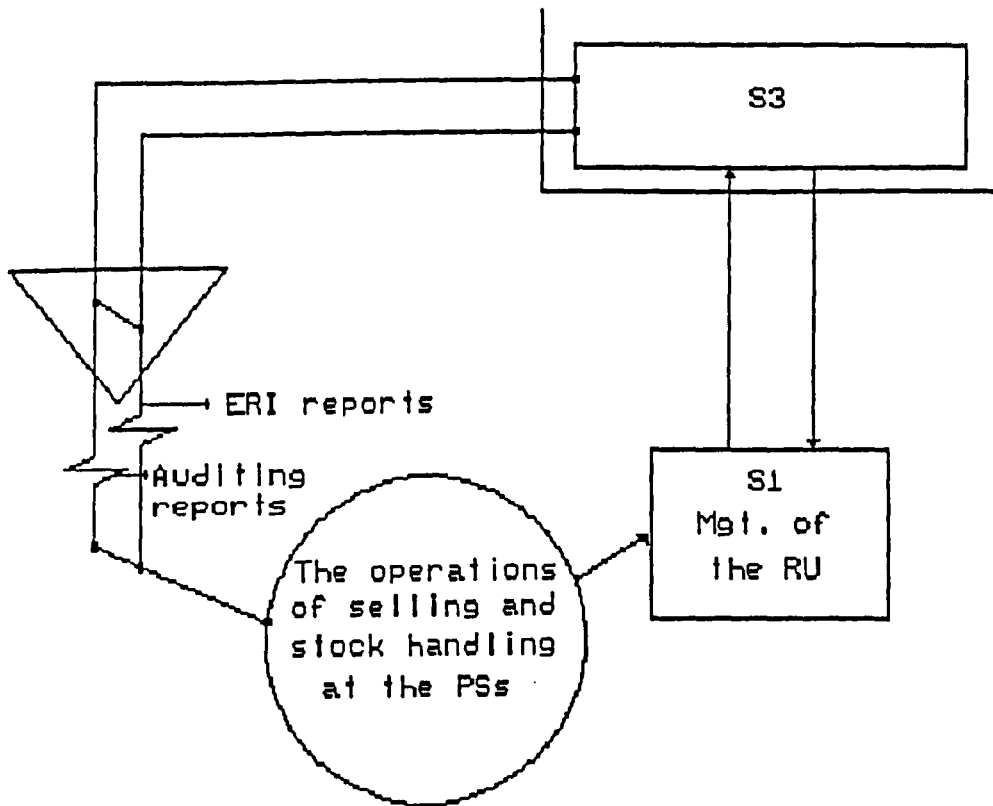 S3
ERI reports
Auditing
reports
S1
Mgt. of
the RU
The operations
of selling and
stock handling
at the PSs